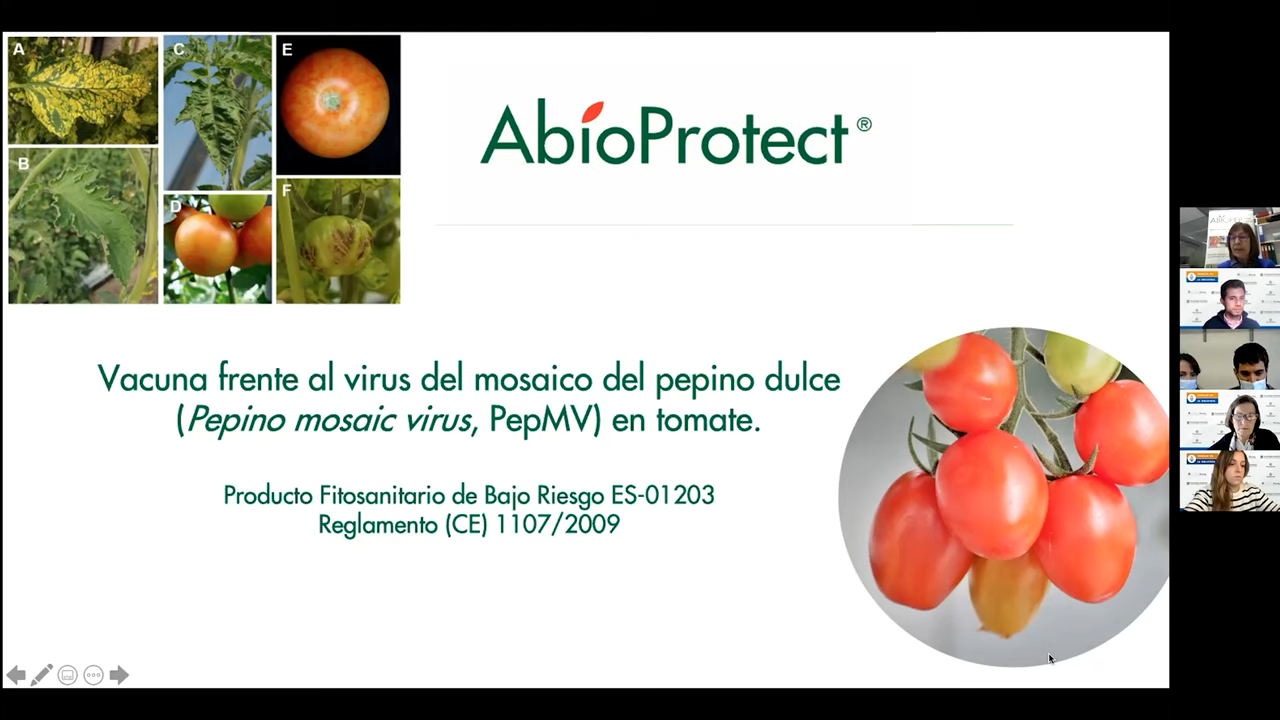 A
B
C
D
E
F
AbioProtect®
Vacuna frente al virus del mosaico del pepino dulce
(Pepino mosaic virus, PepMV) en tomate.
Producto Fitosanitario de Bajo Riesgo ES-01203
Reglamento (CE) 1107/2009